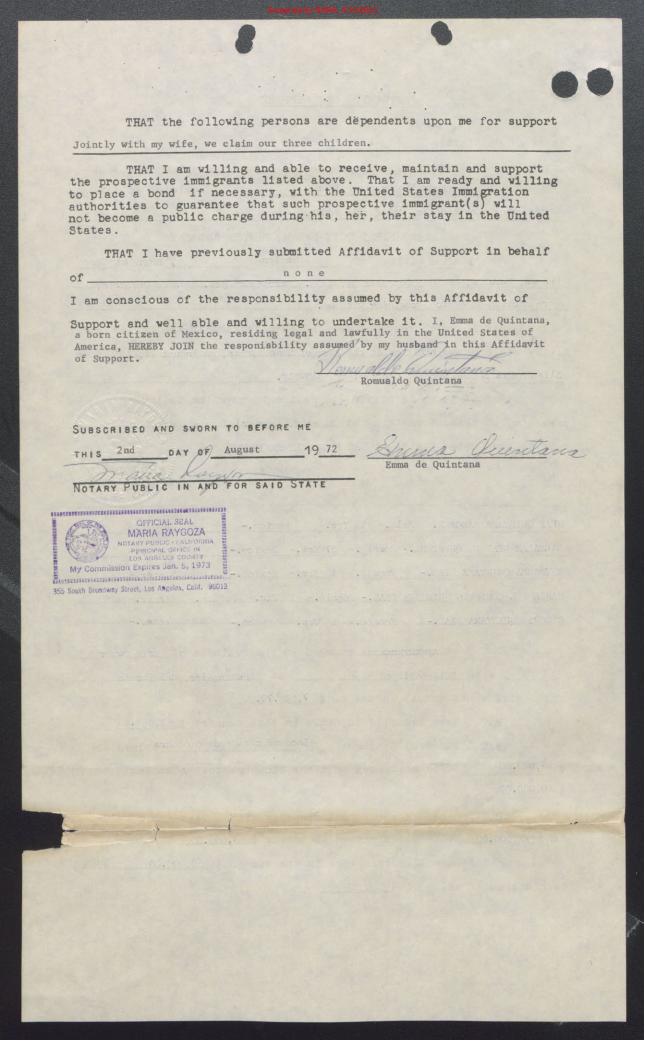 THAT the following persons are dependents upon me for support
Jointly with my wife, we claim our three children.
THAT I am willing and able to receive, maintain and support
the prospective immigrants listed above. That I am ready and willing
to place a bond if necessary, with the United States Immigration
authorities to guarantee that such prospective immigrant(s) will
not become a public charge during his, her, their stay in the United
States.
THAT I have previously submitted Affidavit of Support in behalf
of none
I am conscious of the responsibility assumed by this Affidavit of
Support and well able and willing to undertake it. I, Emma de Quintana,
a born citizen of Mexico, residing legal and lawfully in the United States of
America, HEREBY JOIN the responisbility assumed by my husband in this Affidavit
of Support.
Romualdo Quintana
Romualdo Quintana
SUBSCRIBED AND SWORN TO BEFORE ME
THIS 2nd DAY OF August 19 72
Emma Quintana
Emma de Quintana
Maria
NOTARY PUBLIC IN AND FOR SAID STATE
OFFICIAL SEAL
MARIA RAYGOZA
NOTARY PUBLIC - CALIFORNIA
PRINCIPAL OFFICE IN
LOS ANGELES COUNTY
My Commission Expires Jan. 5, 1973
355 South Broadway Street, Los Angeles, Calif. 90013